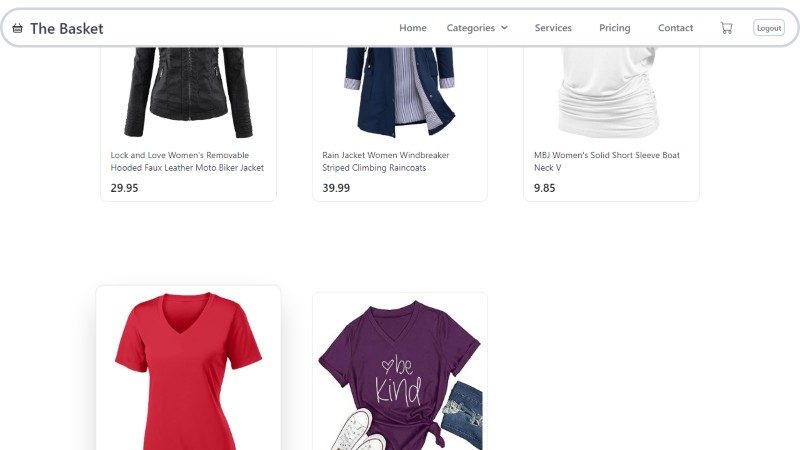 The Basket
Home
Categories
Services
Pricing
Contact
Logout
Lock and Love Women's Removable
Hooded Faux Leather Moto Biker Jacket
29.95
Rain Jacket Women Windbreaker
Striped Climbing Raincoats
39.99
MBJ Women's Solid Short Sleeve Boat
Neck V
9.85
be
kind